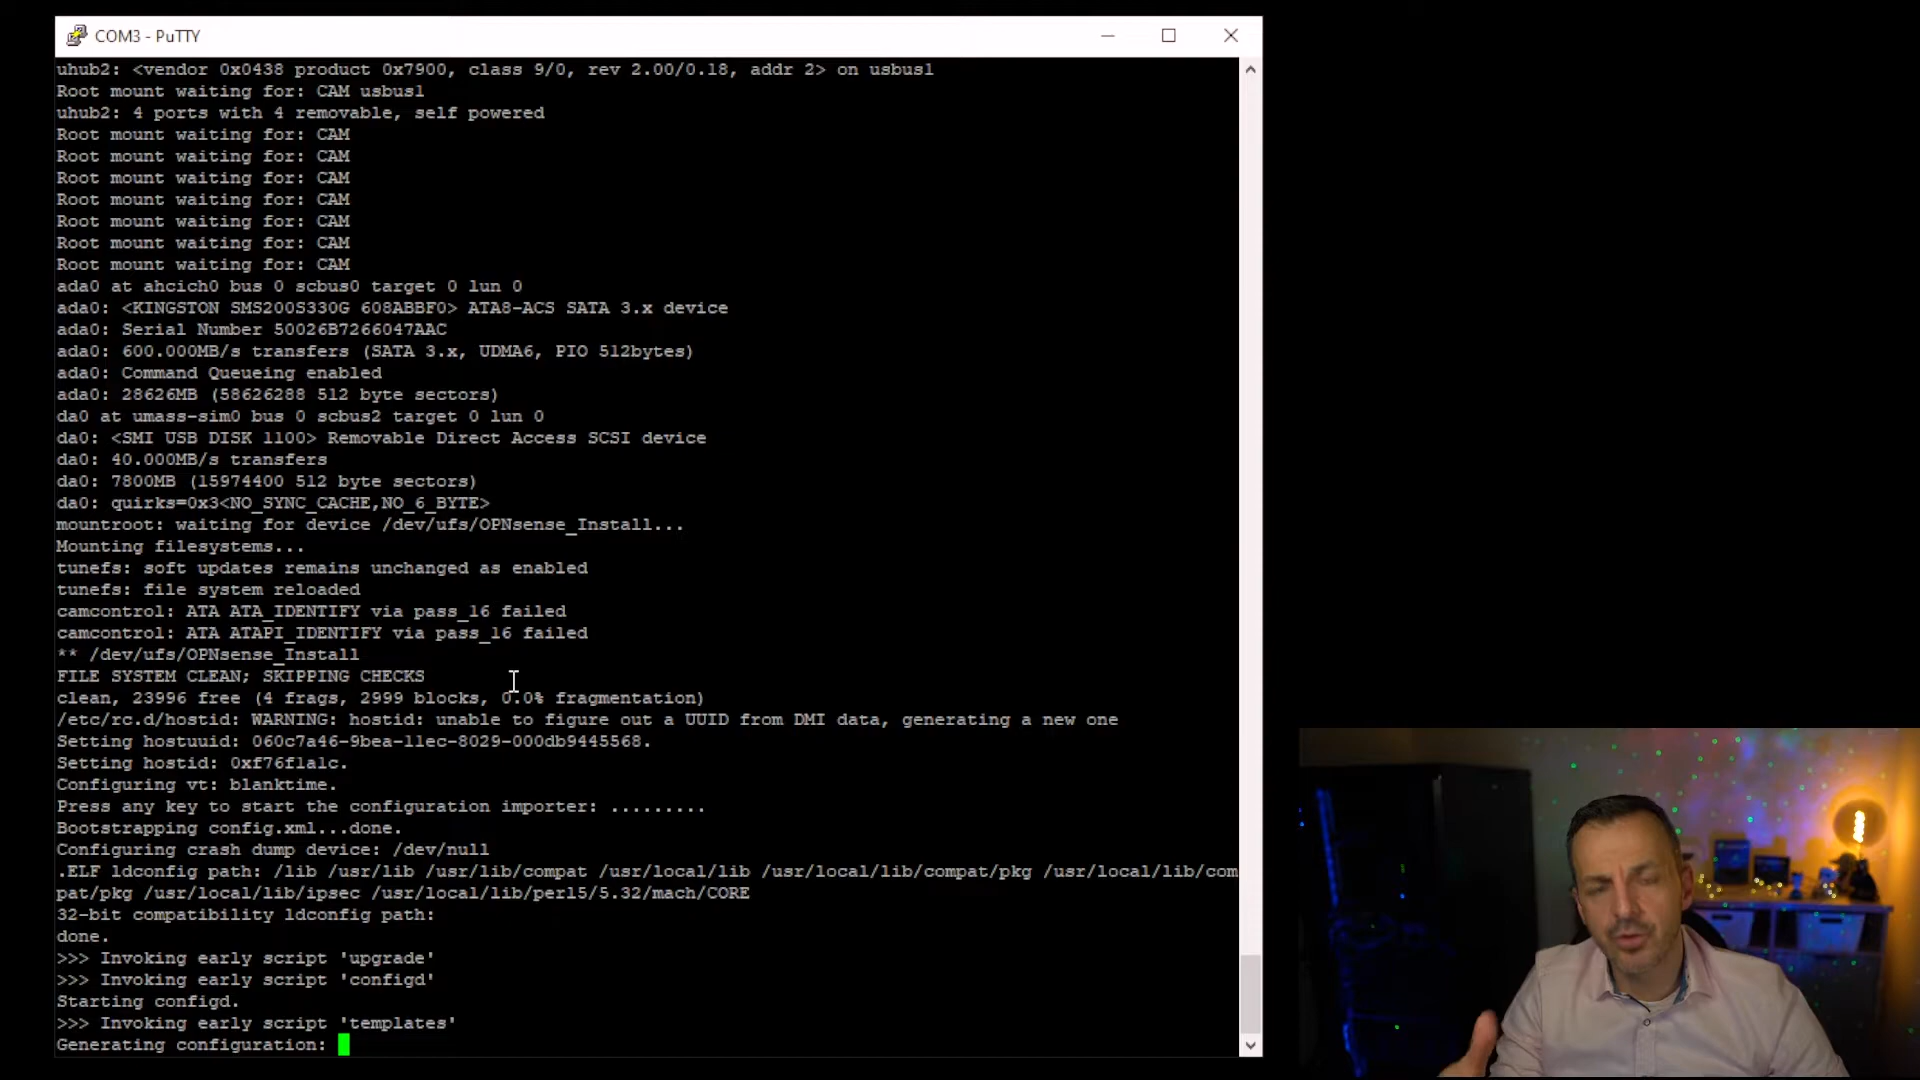 COM3 - PuTTY
uhub2: <vendor 0x0438 product 0x7900, class 9/0, rev 2.00/0.18, addr 2> on usbus1
Root mount waiting for: CAM usbus1
uhub2: 4 ports with 4 removable, self powered
Root mount waiting for: CAM
Root mount waiting for: CAM
Root mount waiting for: CAM
Root mount waiting for: CAM
Root mount waiting for: CAM
Root mount waiting for: CAM
Root mount waiting for: CAM
ada0 at ahcich0 bus 0 scbus0 target 0 lun 0
ada0: <KINGSTON SMS200S330G 608ABBF0> ATA8-ACS SATA 3.x device
ada0: Serial Number 50026B7266047AAC
ada0: 600.000MB/s transfers (SATA 3.x, UDMA6, PIO 512bytes)
ada0: Command Queueing enabled
ada0: 28626MB (58626288 512 byte sectors)
da0 at umass-sim0 bus 0 scbus2 target 0 lun 0
da0: <SMI USB DISK 1100> Removable Direct Access SCSI device
da0: 40.000MB/s transfers
da0: 7800MB (15974400 512 byte sectors)
da0: quirks=0x3<NO_SYNC_CACHE,NO_6_BYTE>
mountroot: waiting for device /dev/ufs/OPNsense_Install...
Mounting filesystems...
tunefs: soft updates remains unchanged as enabled
tunefs: file system reloaded
camcontrol: ATA ATA_IDENTIFY via pass_16 failed
camcontrol: ATA ATAPI_IDENTIFY via pass_16 failed
** /dev/ufs/OPNsense_Install
FILE SYSTEM CLEAN; SKIPPING CHECKS
clean, 23996 free (4 frags, 2999 blocks, 0.0% fragmentation)
/etc/rc.d/hostid: WARNING: hostid: unable to figure out a UUID from DMI data, generating a new one
Setting hostuuid: 060c7a46-9bea-11ec-8029-000db9445568.
Setting hostid: 0xf76f1a1c.
Configuring vt: blanktime.
Press any key to start the configuration importer: .........
Bootstrapping config.xml...done.
Configuring crash dump device: /dev/null
.ELF ldconfig path: /lib /usr/lib /usr/lib/compat /usr/local/lib /usr/local/lib/compat/pkg /usr/local/lib/com
pat/pkg /usr/local/lib/ipsec /usr/local/lib/perl5/5.32/mach/CORE
32-bit compatibility ldconfig path:
done.
>>> Invoking early script 'upgrade'
>>> Invoking early script 'configd'
Starting configd.
>>> Invoking early script 'templates'
Generating configuration: